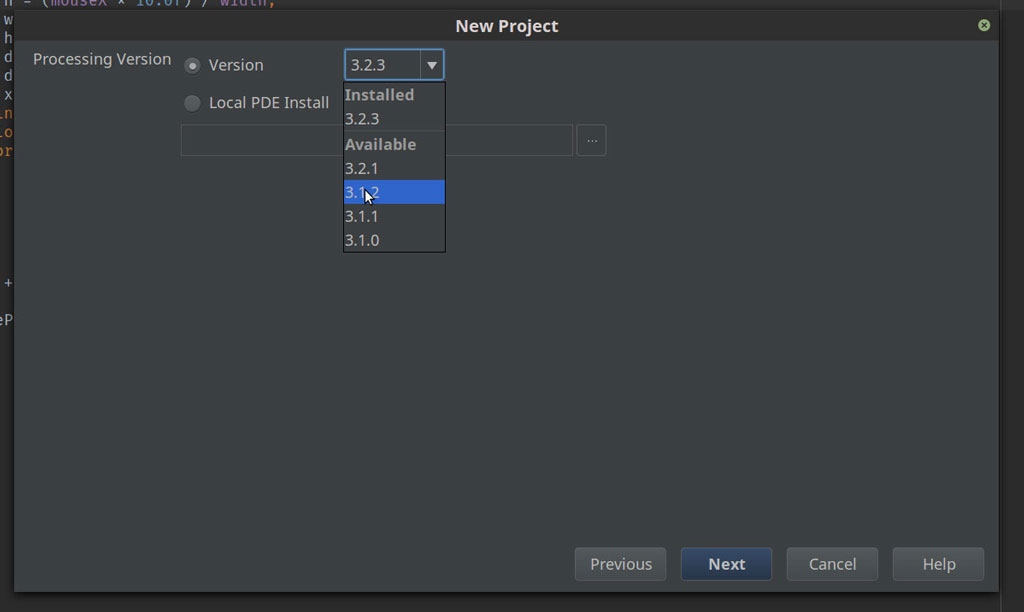 (mouseX * 10.0f) / width;
New Project
Processing Version
Version
3.2.3
Local PDE Install
Installed
3.2.3
Available
3.2.1
3.1.2
3.1.1
3.1.0
...
+
eP
Previous
Next
Cancel
Help